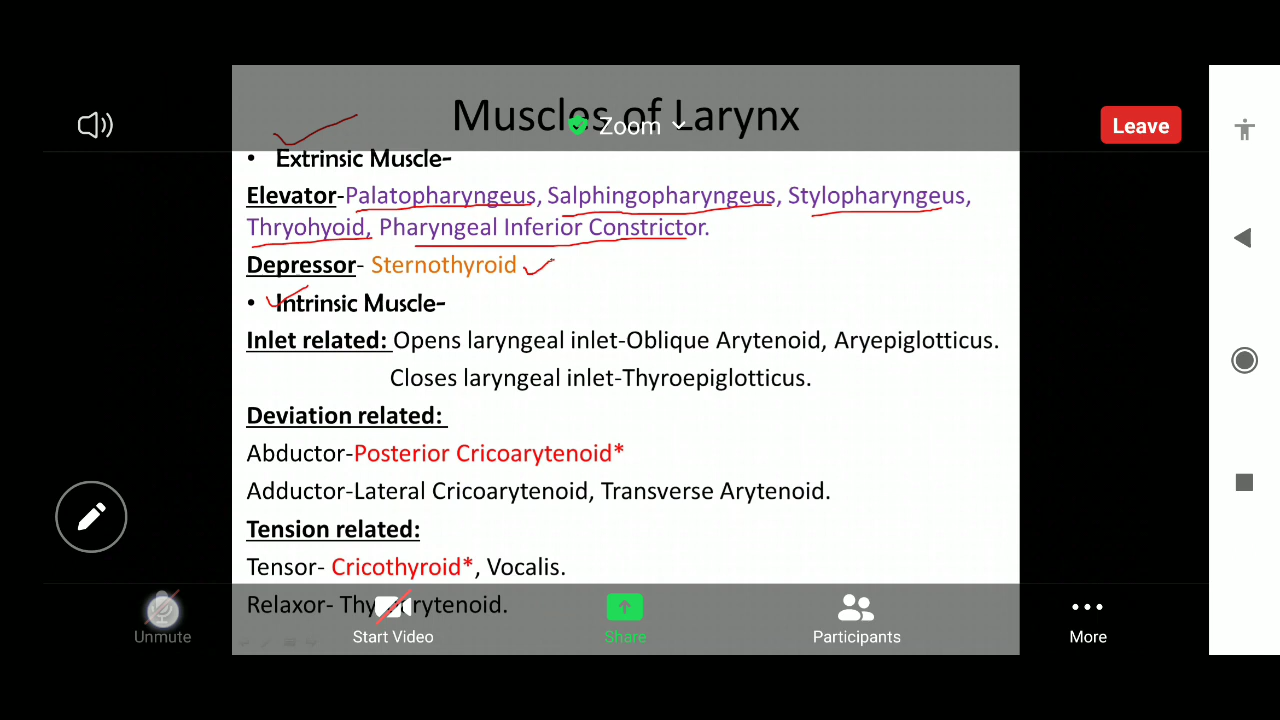 Muscles of Larynx
Zoom
Leave
• Extrinsic Muscle-
Elevator-Palatopharyngeus, Salphingopharyngeus, Stylopharyngeus,
Thryohyoid, Pharyngeal Inferior Constrictor.
Depressor- Sternothyroid
• Intrinsic Muscle-
Inlet related: Opens laryngeal inlet-Oblique Arytenoid, Aryepiglotticus.
Closes laryngeal inlet-Thyroepiglotticus.
Deviation related:
Abductor-Posterior Cricoarytenoid*
Adductor-Lateral Cricoarytenoid, Transverse Arytenoid.
Tension related:
Tensor- Cricothyroid*, Vocalis.
Relaxor-
Unmute
Start Video
Share
Participants
More